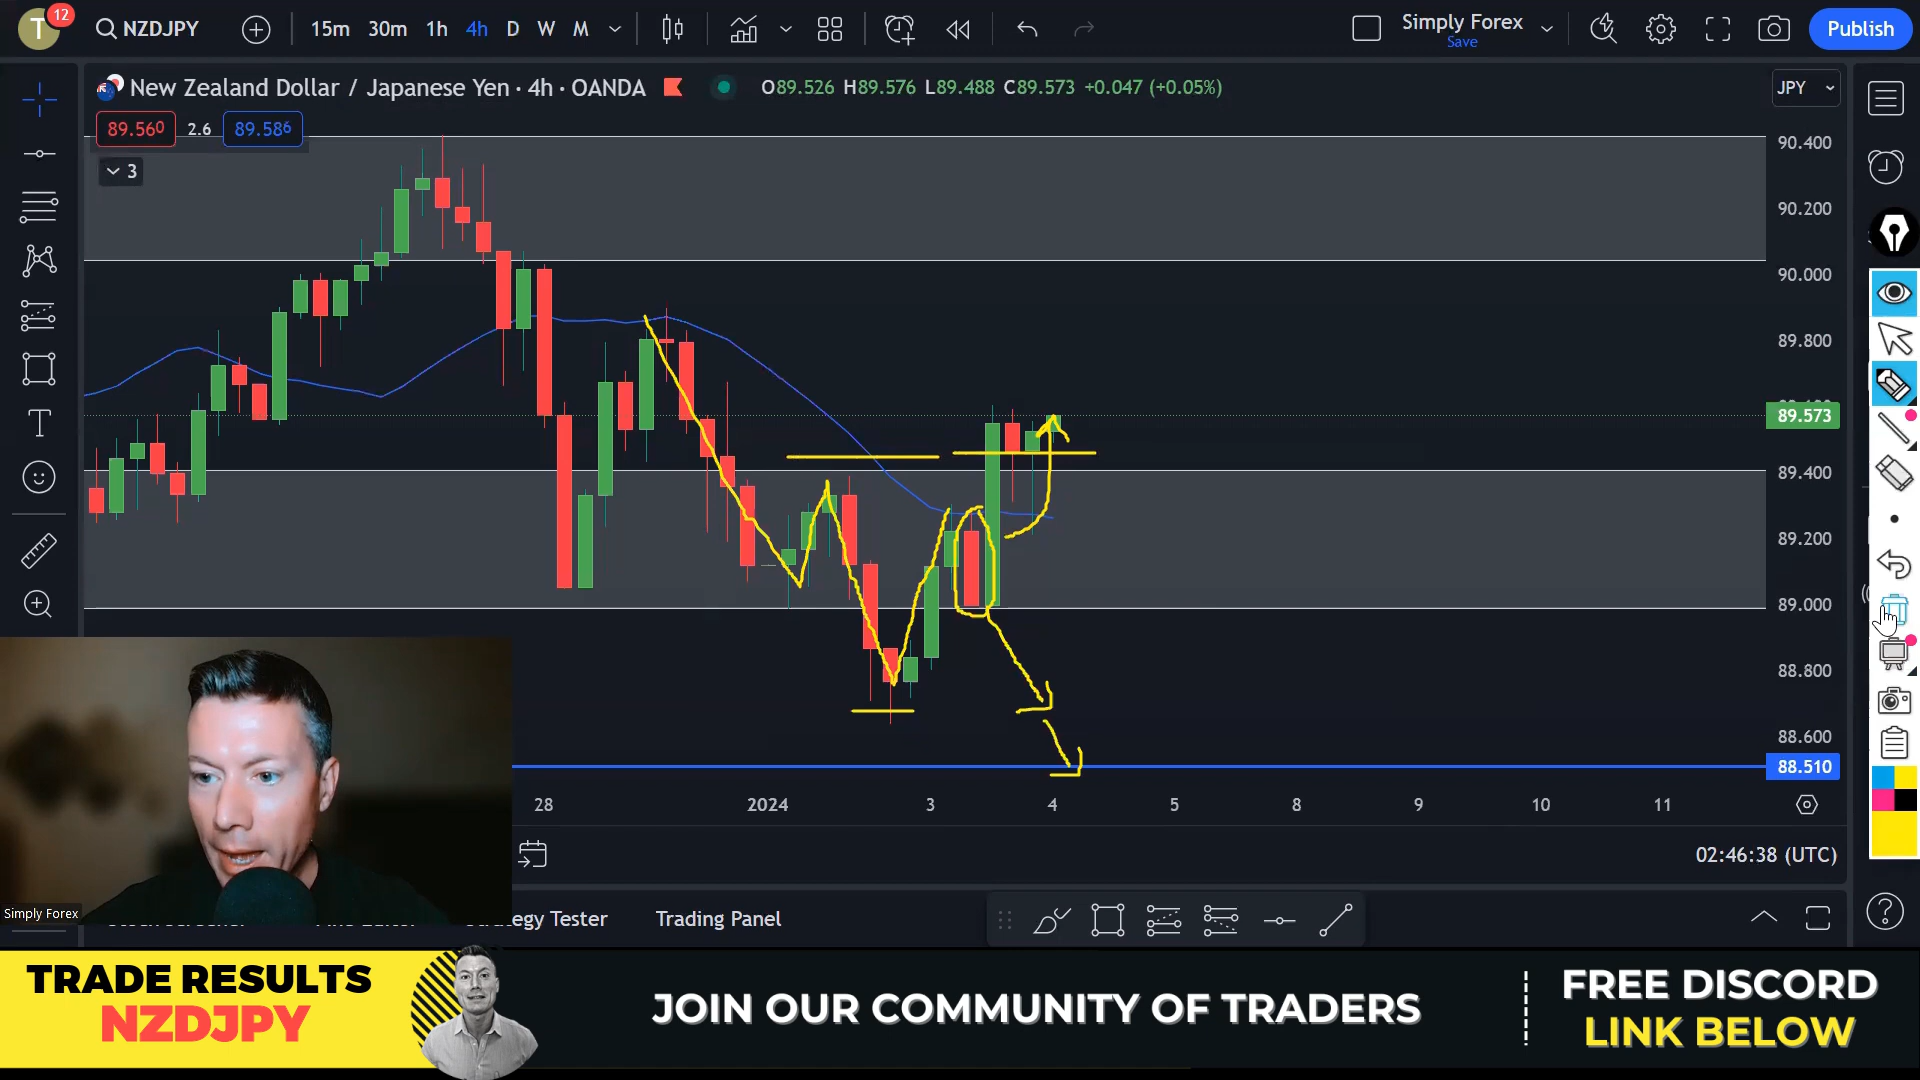 T
12
NZDJPY
15m 30m 1h 4h D W M
Simply Forex
Save
Publish
New Zealand Dollar / Japanese Yen · 4h · OANDA
O89.526 H89.576 L89.488 C89.573 +0.047 (+0.05%)
JPY
89.560 2.6 89.586
3
90.400
90.200
90.000
89.800
89.573
89.400
89.200
89.000
88.800
88.600
88.510
28 2024 3 4 5 8 9 10 11
02:46:38 (UTC)
Simply Forex
egy Tester Trading Panel
TRADE RESULTS
NZDJPY
JOIN OUR COMMUNITY OF TRADERS
FREE DISCORD
LINK BELOW